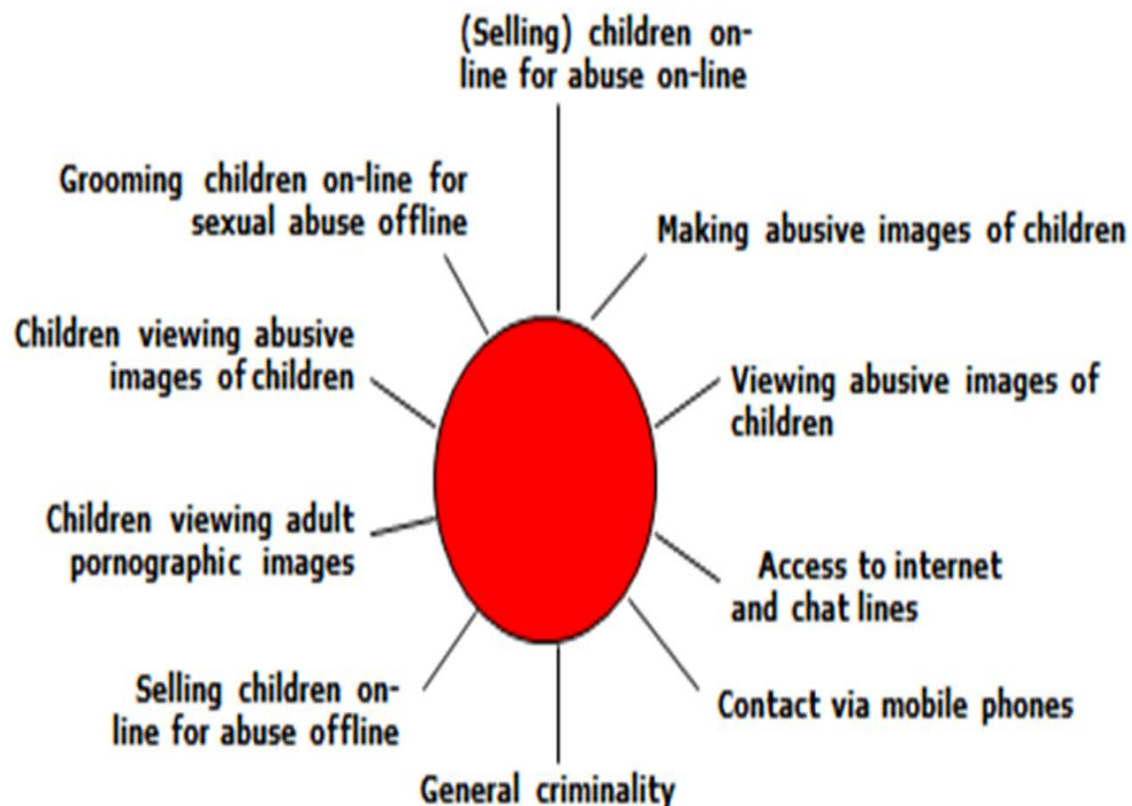 (Selling) children on-
line for abuse on-line
Grooming children on-line for
sexual abuse offline
Making abusive images of children
Children viewing abusive
images of children
Viewing abusive images of
children
Children viewing adult
pornographic images
Access to internet
and chat lines
Selling children on-
line for abuse offline
Contact via mobile phones
General criminality